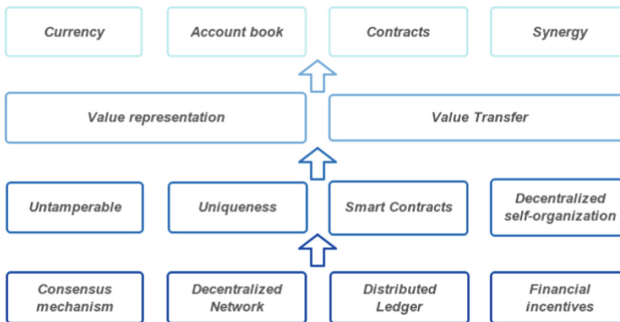 Currency
Account book
Contracts
Synergy
Value representation
Value Transfer
Untamperable
Uniqueness
Smart Contracts
Decentralized
self-organization
Consensus
mechanism
Decentralized
Network
Distributed
Ledger
Financial
incentives